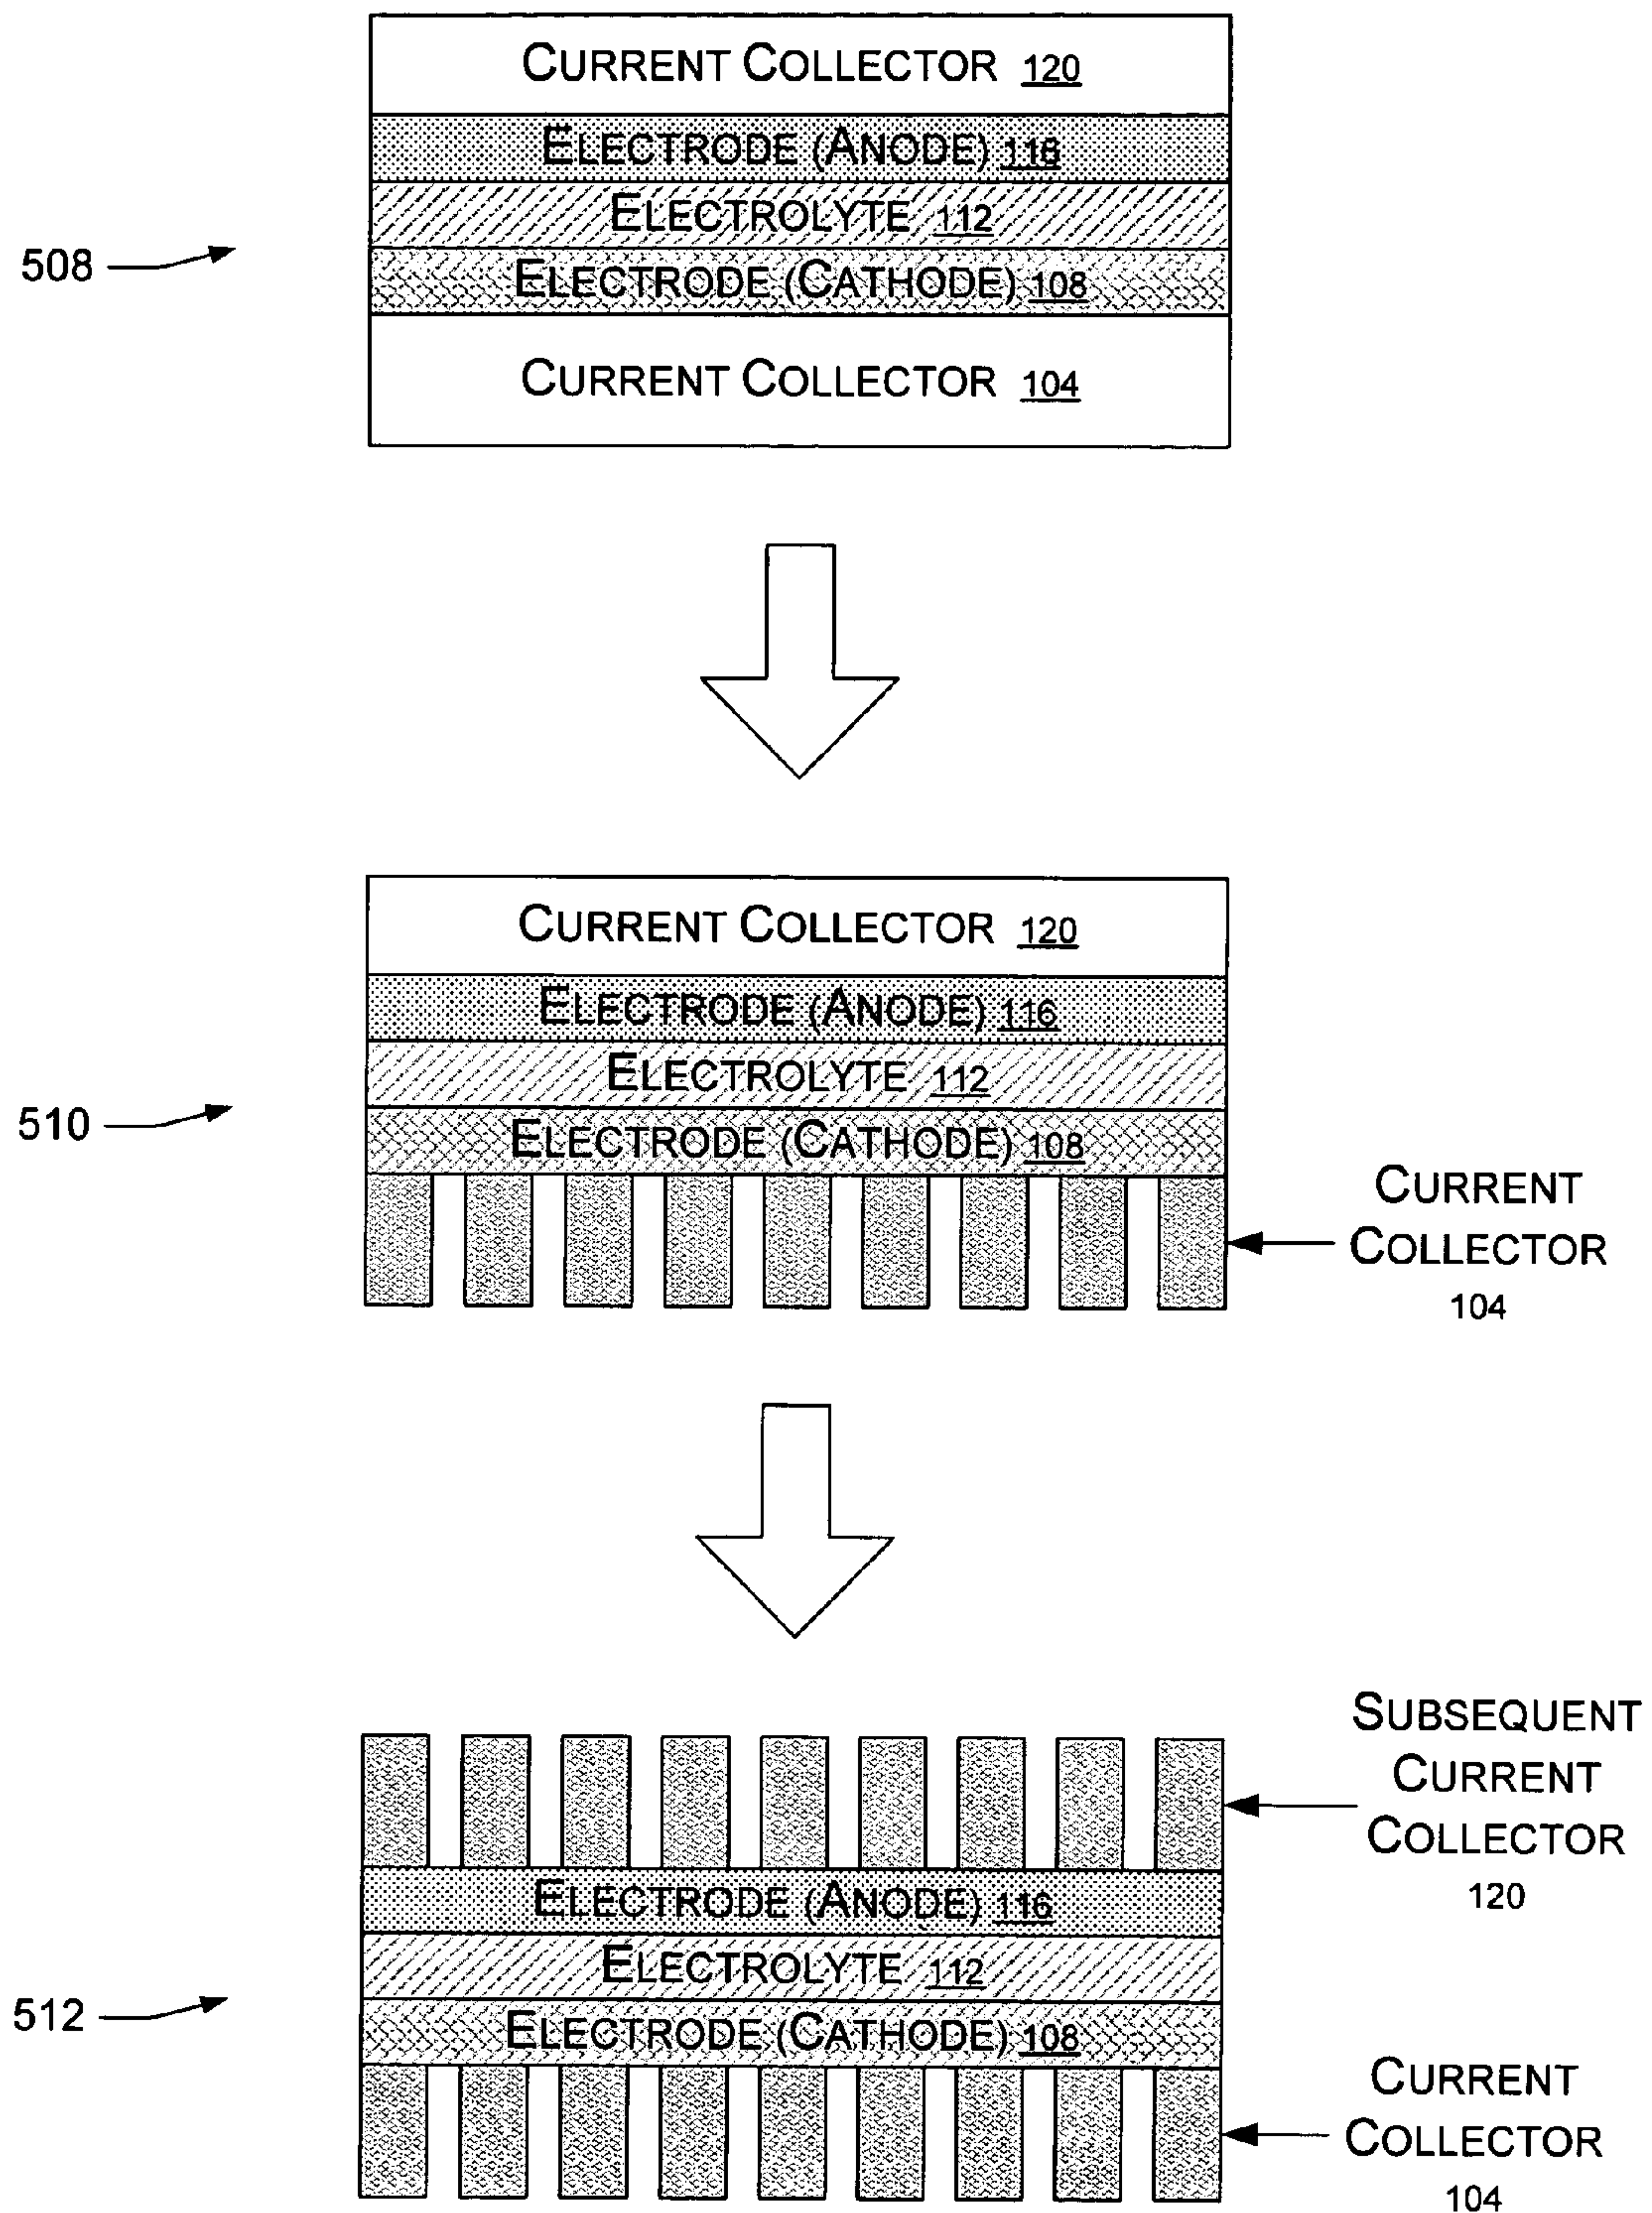 CURRENT COLLECTOR 120
ELECTRODE (ANODE) 116
ELECTROLYTE 112
508
ELECTRODE (CATHODE) 108
CURRENT COLLECTOR 104
CURRENT COLLECTOR 120
ELECTRODE (ANODE) 116
ELECTROLYTE 112
510
ELECTRODE (CATHODE) 108
CURRENT
COLLECTOR
104
SUBSEQUENT
CURRENT
COLLECTOR
120
ELECTRODE (ANODE) 116
ELECTROLYTE 112
512
ELECTRODE (CATHODE) 108
CURRENT
COLLECTOR
104